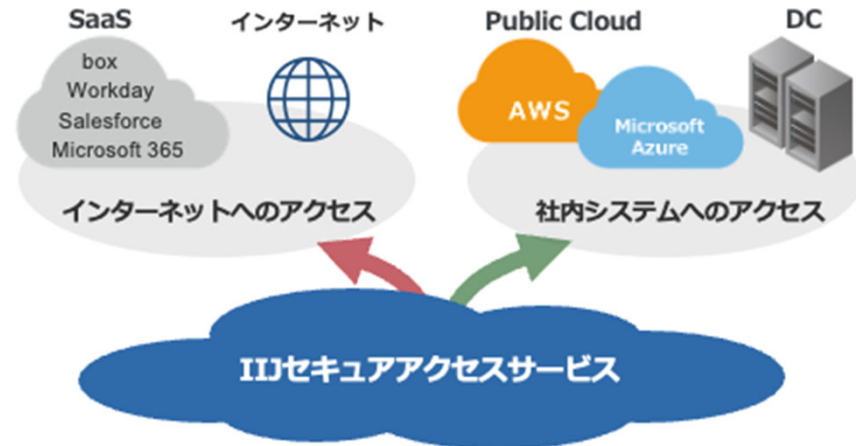 SaaS
インターネット
Public Cloud
DC
box
Workday
Salesforce
Microsoft 365
AWS
Microsoft
Azure
インターネットへのアクセス
社内システムへのアクセス
IIJセキュアアクセスサービス